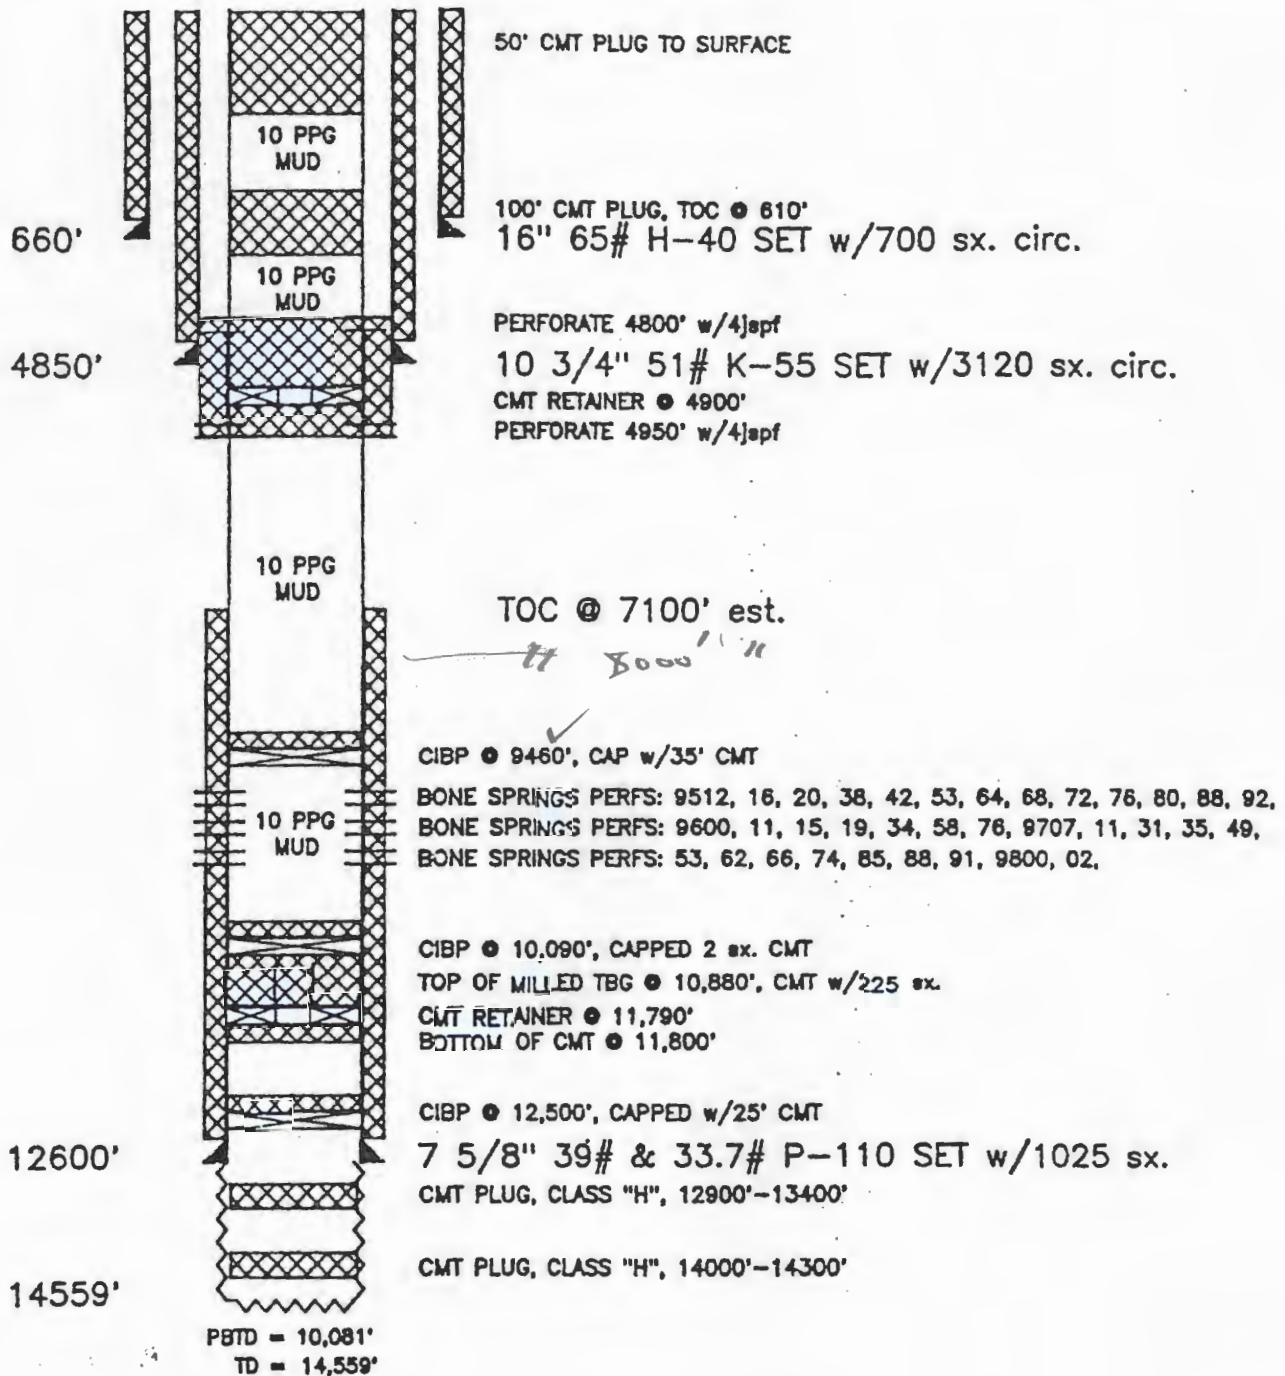 50' CMT PLUG TO SURFACE
10 PPG
MUD
100' CMT PLUG, TOC @ 610'
660'
16" 65# H-40 SET w/700 sx. circ.
10 PPG
MUD
PERFORATE 4800' w/4jspf
4850'
10 3/4" 51# K-55 SET w/3120 sx. circ.
CMT RETAINER @ 4900'
PERFORATE 4950' w/4jspf
10 PPG
MUD
TOC @ 7100' est.
" 8000' "
CIBP @ 9460', CAP w/35' CMT
BONE SPRINGS PERFS: 9512, 16, 20, 38, 42, 53, 64, 68, 72, 76, 80, 88, 92,
10 PPG
MUD
BONE SPRINGS PERFS: 9600, 11, 15, 19, 34, 58, 76, 9707, 11, 31, 35, 49,
BONE SPRINGS PERFS: 53, 62, 66, 74, 85, 88, 91, 9800, 02,
CIBP @ 10,090', CAPPED 2 sx. CMT
TOP OF MILLED TBG @ 10,880', CMT w/225 sx.
CMT RETAINER @ 11,790'
BOTTOM OF CMT @ 11,800'
CIBP @ 12,500', CAPPED w/25' CMT
12600'
7 5/8" 39# & 33.7# P-110 SET w/1025 sx.
CMT PLUG, CLASS "H", 12900'-13400'
CMT PLUG, CLASS "H", 14000'-14300'
14559'
PBTD = 10,081'
TD = 14,559'